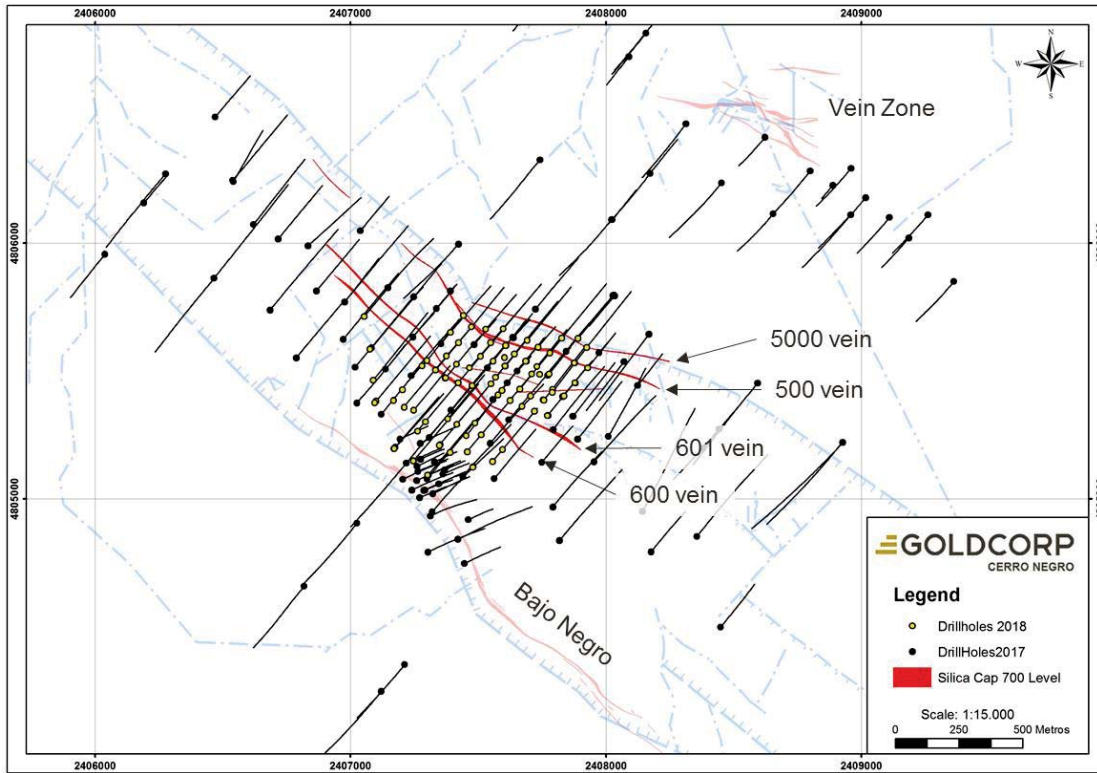 2406000
2407000
2408000
2409000
N
W
E
S
Vein Zone
4806000
5000 vein
500 vein
601 vein
600 vein
4805000
Bajo Negro
GOLDCORP
CERRO NEGRO
Legend
Drillholes 2018
DrillHoles2017
Silica Cap 700 Level
Scale: 1:15.000
0
250
500 Metros
2406000
2407000
2408000
2409000